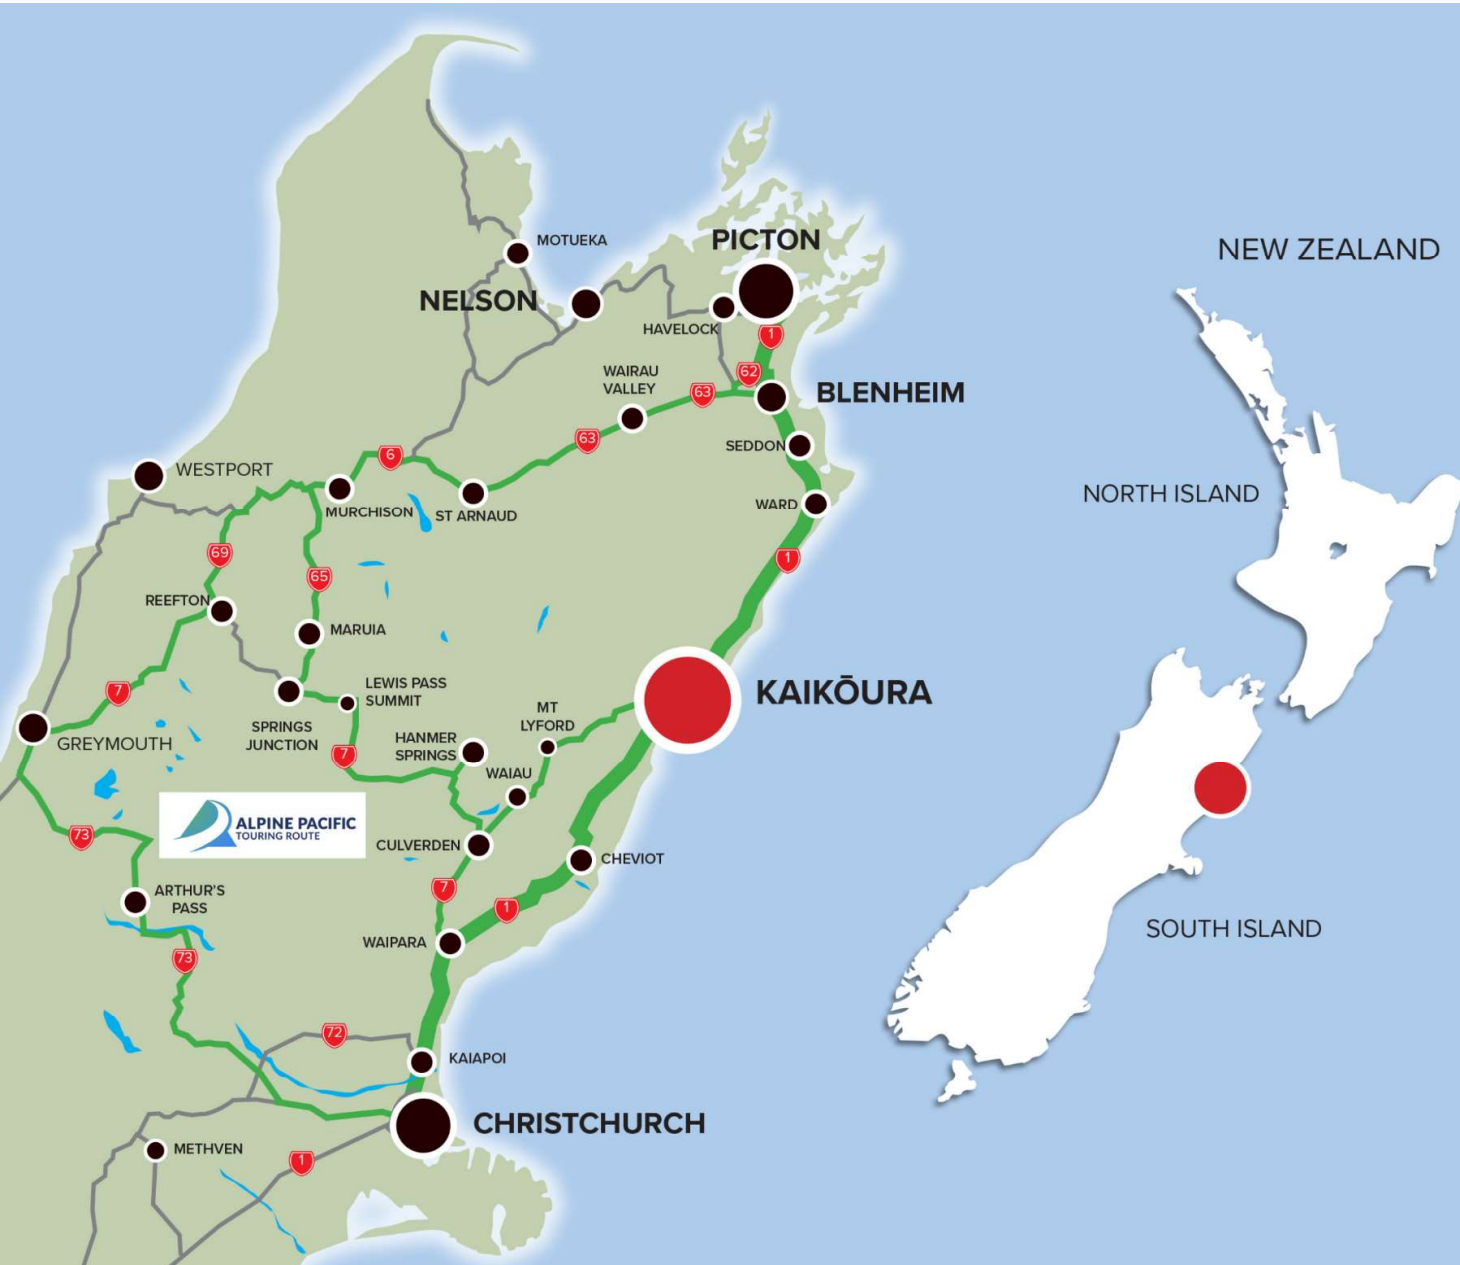 MOTUEKA
PICTON
NEW ZEALAND
NELSON
HAVELOCK
1
WAIRAU
VALLEY
62
63
BLENHEIM
SEDDON
63
6
WESTPORT
NORTH ISLAND
MURCHISON
ST ARNAUD
WARD
69
1
65
REEFTON
MARUIA
7
LEWIS PASS
SUMMIT
KAIKŌURA
MT
LYFORD
SPRINGS
JUNCTION
GREYMOUTH
HANMER
SPRINGS
7
WAIAU
ALPINE PACIFIC
TOURING ROUTE
73
CULVERDEN
CHEVIOT
ARTHUR'S
PASS
7
1
SOUTH ISLAND
WAIPARA
73
72
KAIAPOI
CHRISTCHURCH
METHVEN
1